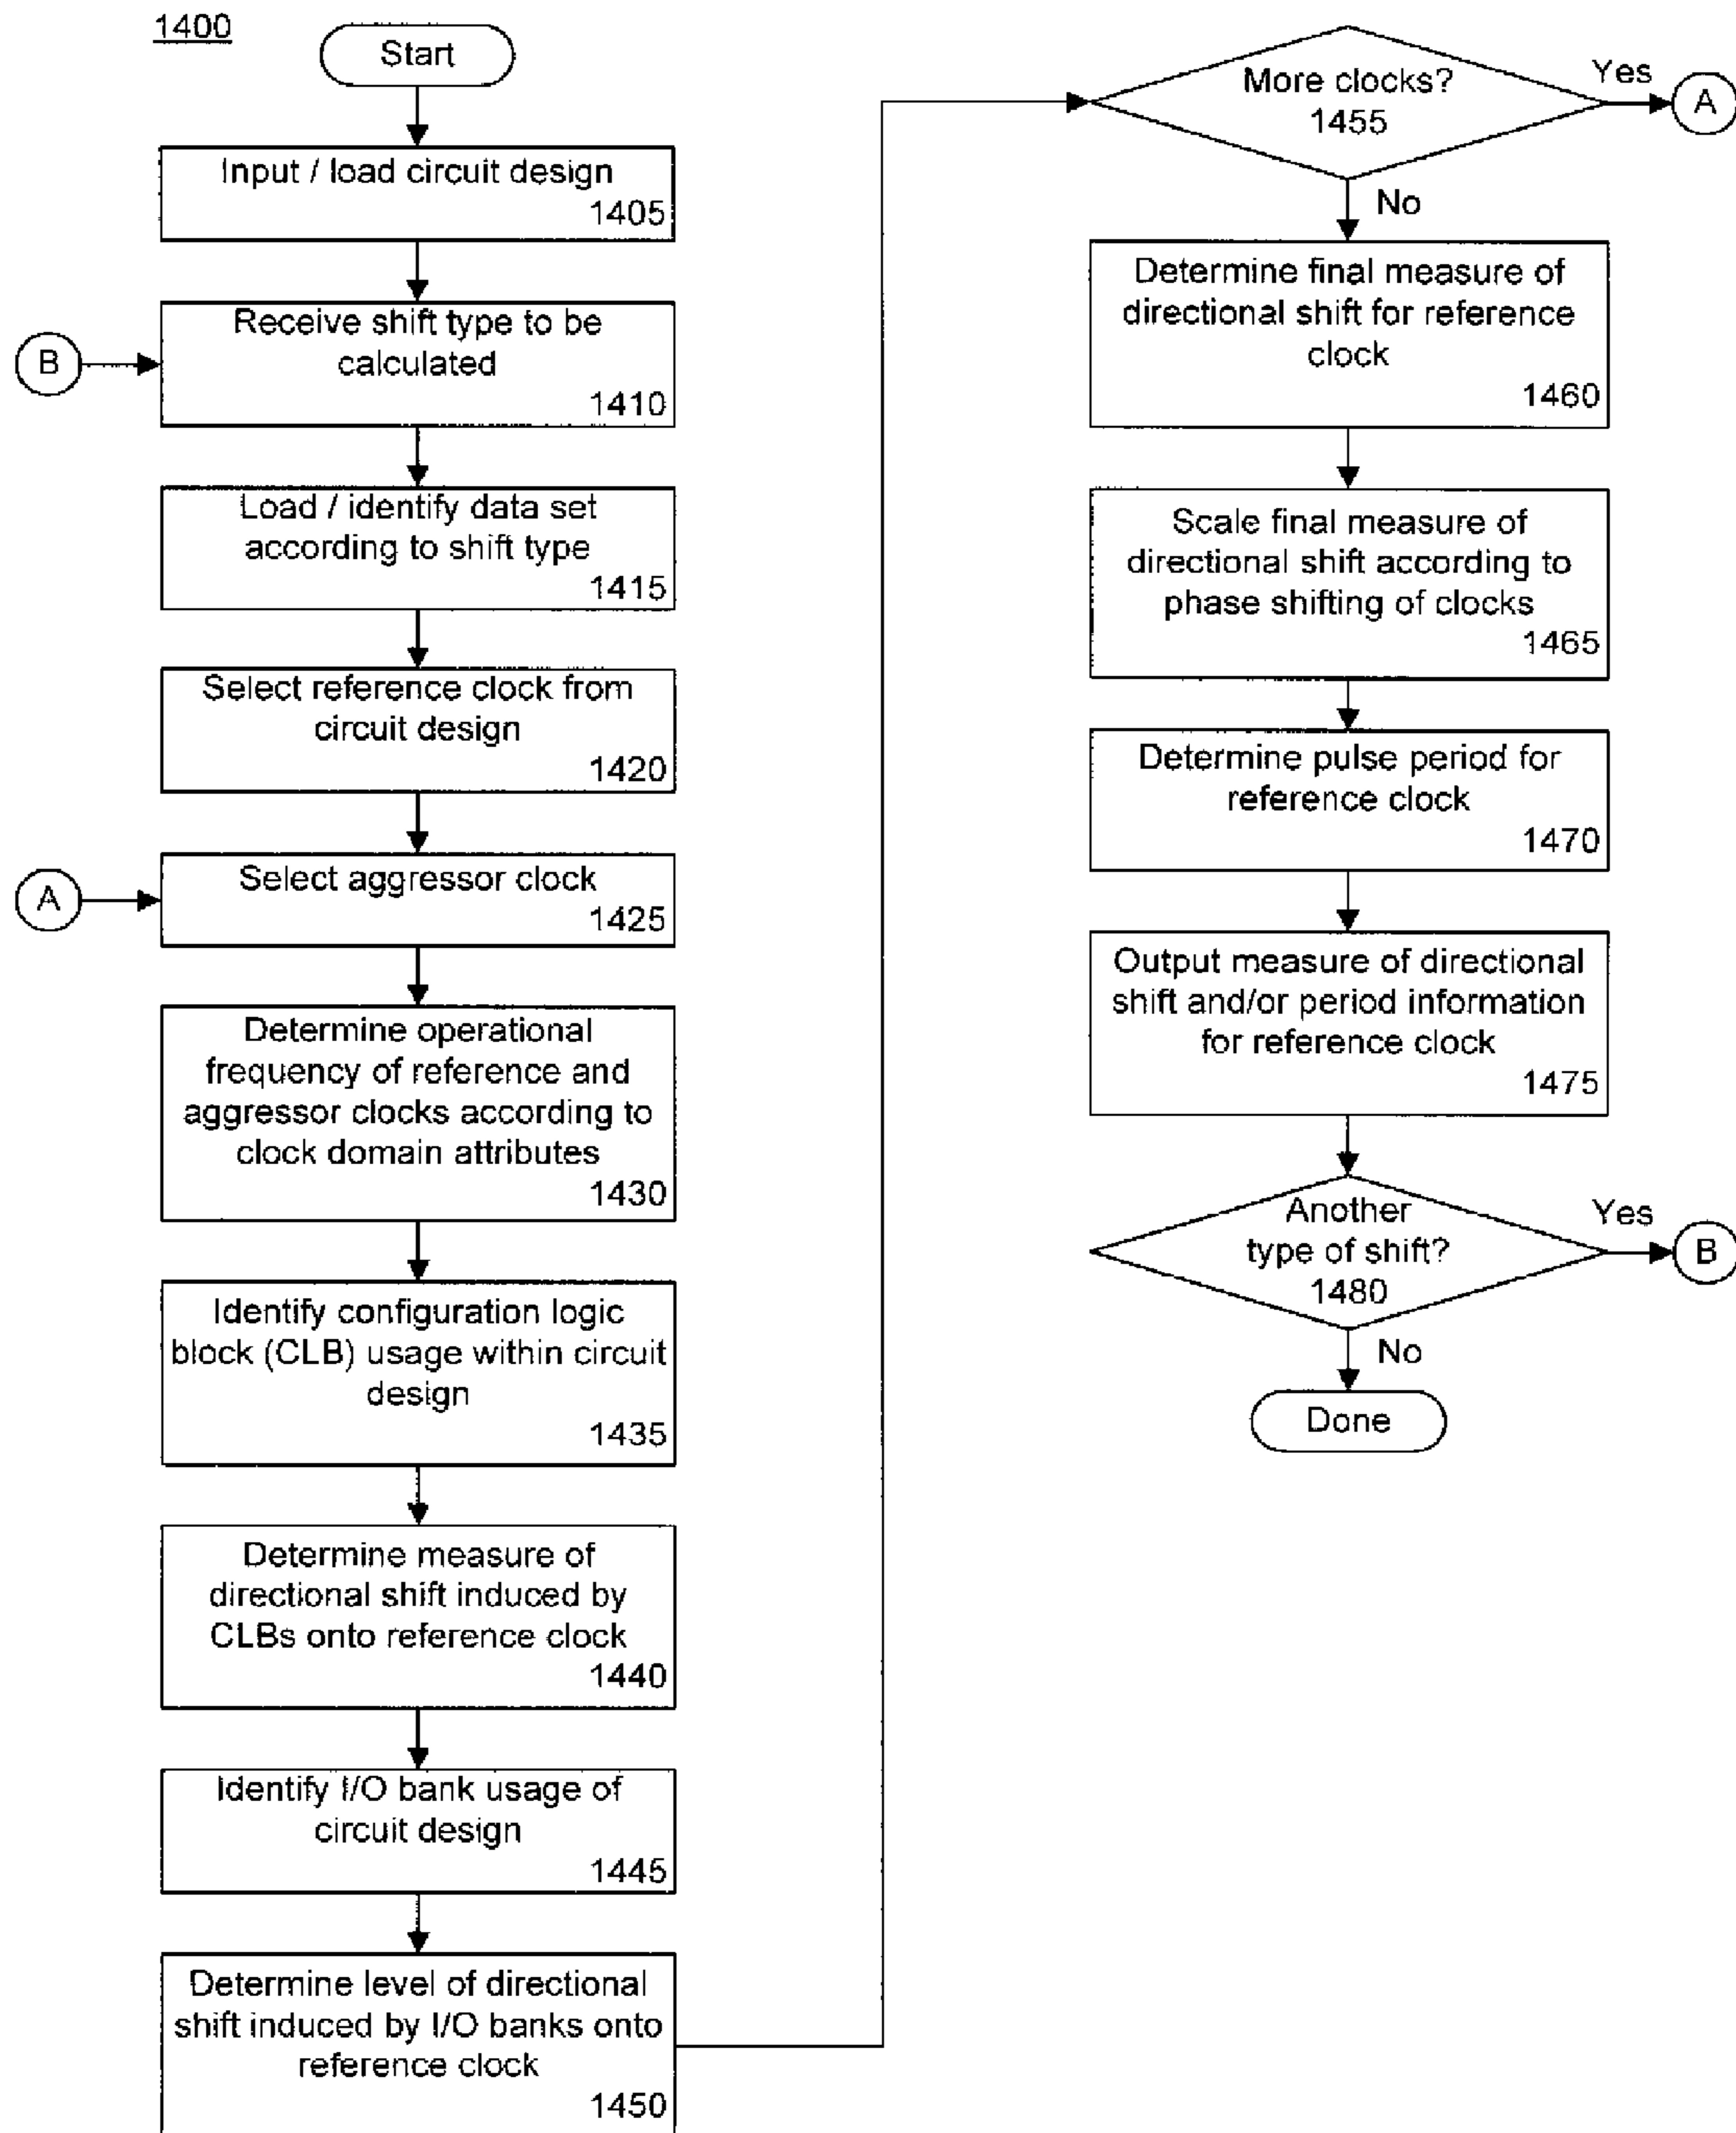 1400
Start
Input / load circuit design
1405
B
Receive shift type to be
calculated
1410
Load / identify data set
according to shift type
1415
Select reference clock from
circuit design
1420
A
Select aggressor clock
1425
Determine operational
frequency of reference and
aggressor clocks according to
clock domain attributes
1430
Identify configuration logic
block (CLB) usage within circuit
design
1435
Determine measure of
directional shift induced by
CLBs onto reference clock
1440
Identify I/O bank usage of
circuit design
1445
Determine level of directional
shift induced by I/O banks onto
reference clock
1450
More clocks?
1455
Yes
A
No
Determine final measure of
directional shift for reference
clock
1460
Scale final measure of
directional shift according to
phase shifting of clocks
1465
Determine pulse period for
reference clock
1470
Output measure of directional
shift and/or period information
for reference clock
1475
Another
type of shift?
1480
Yes
B
No
Done